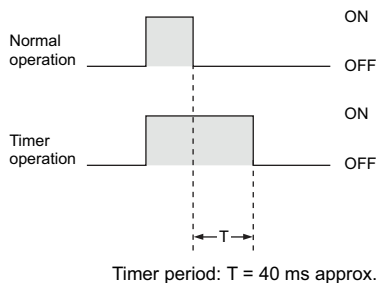 Normal
operation
ON
OFF
Timer
operation
ON
OFF
T
Timer period: T = 40 ms approx.